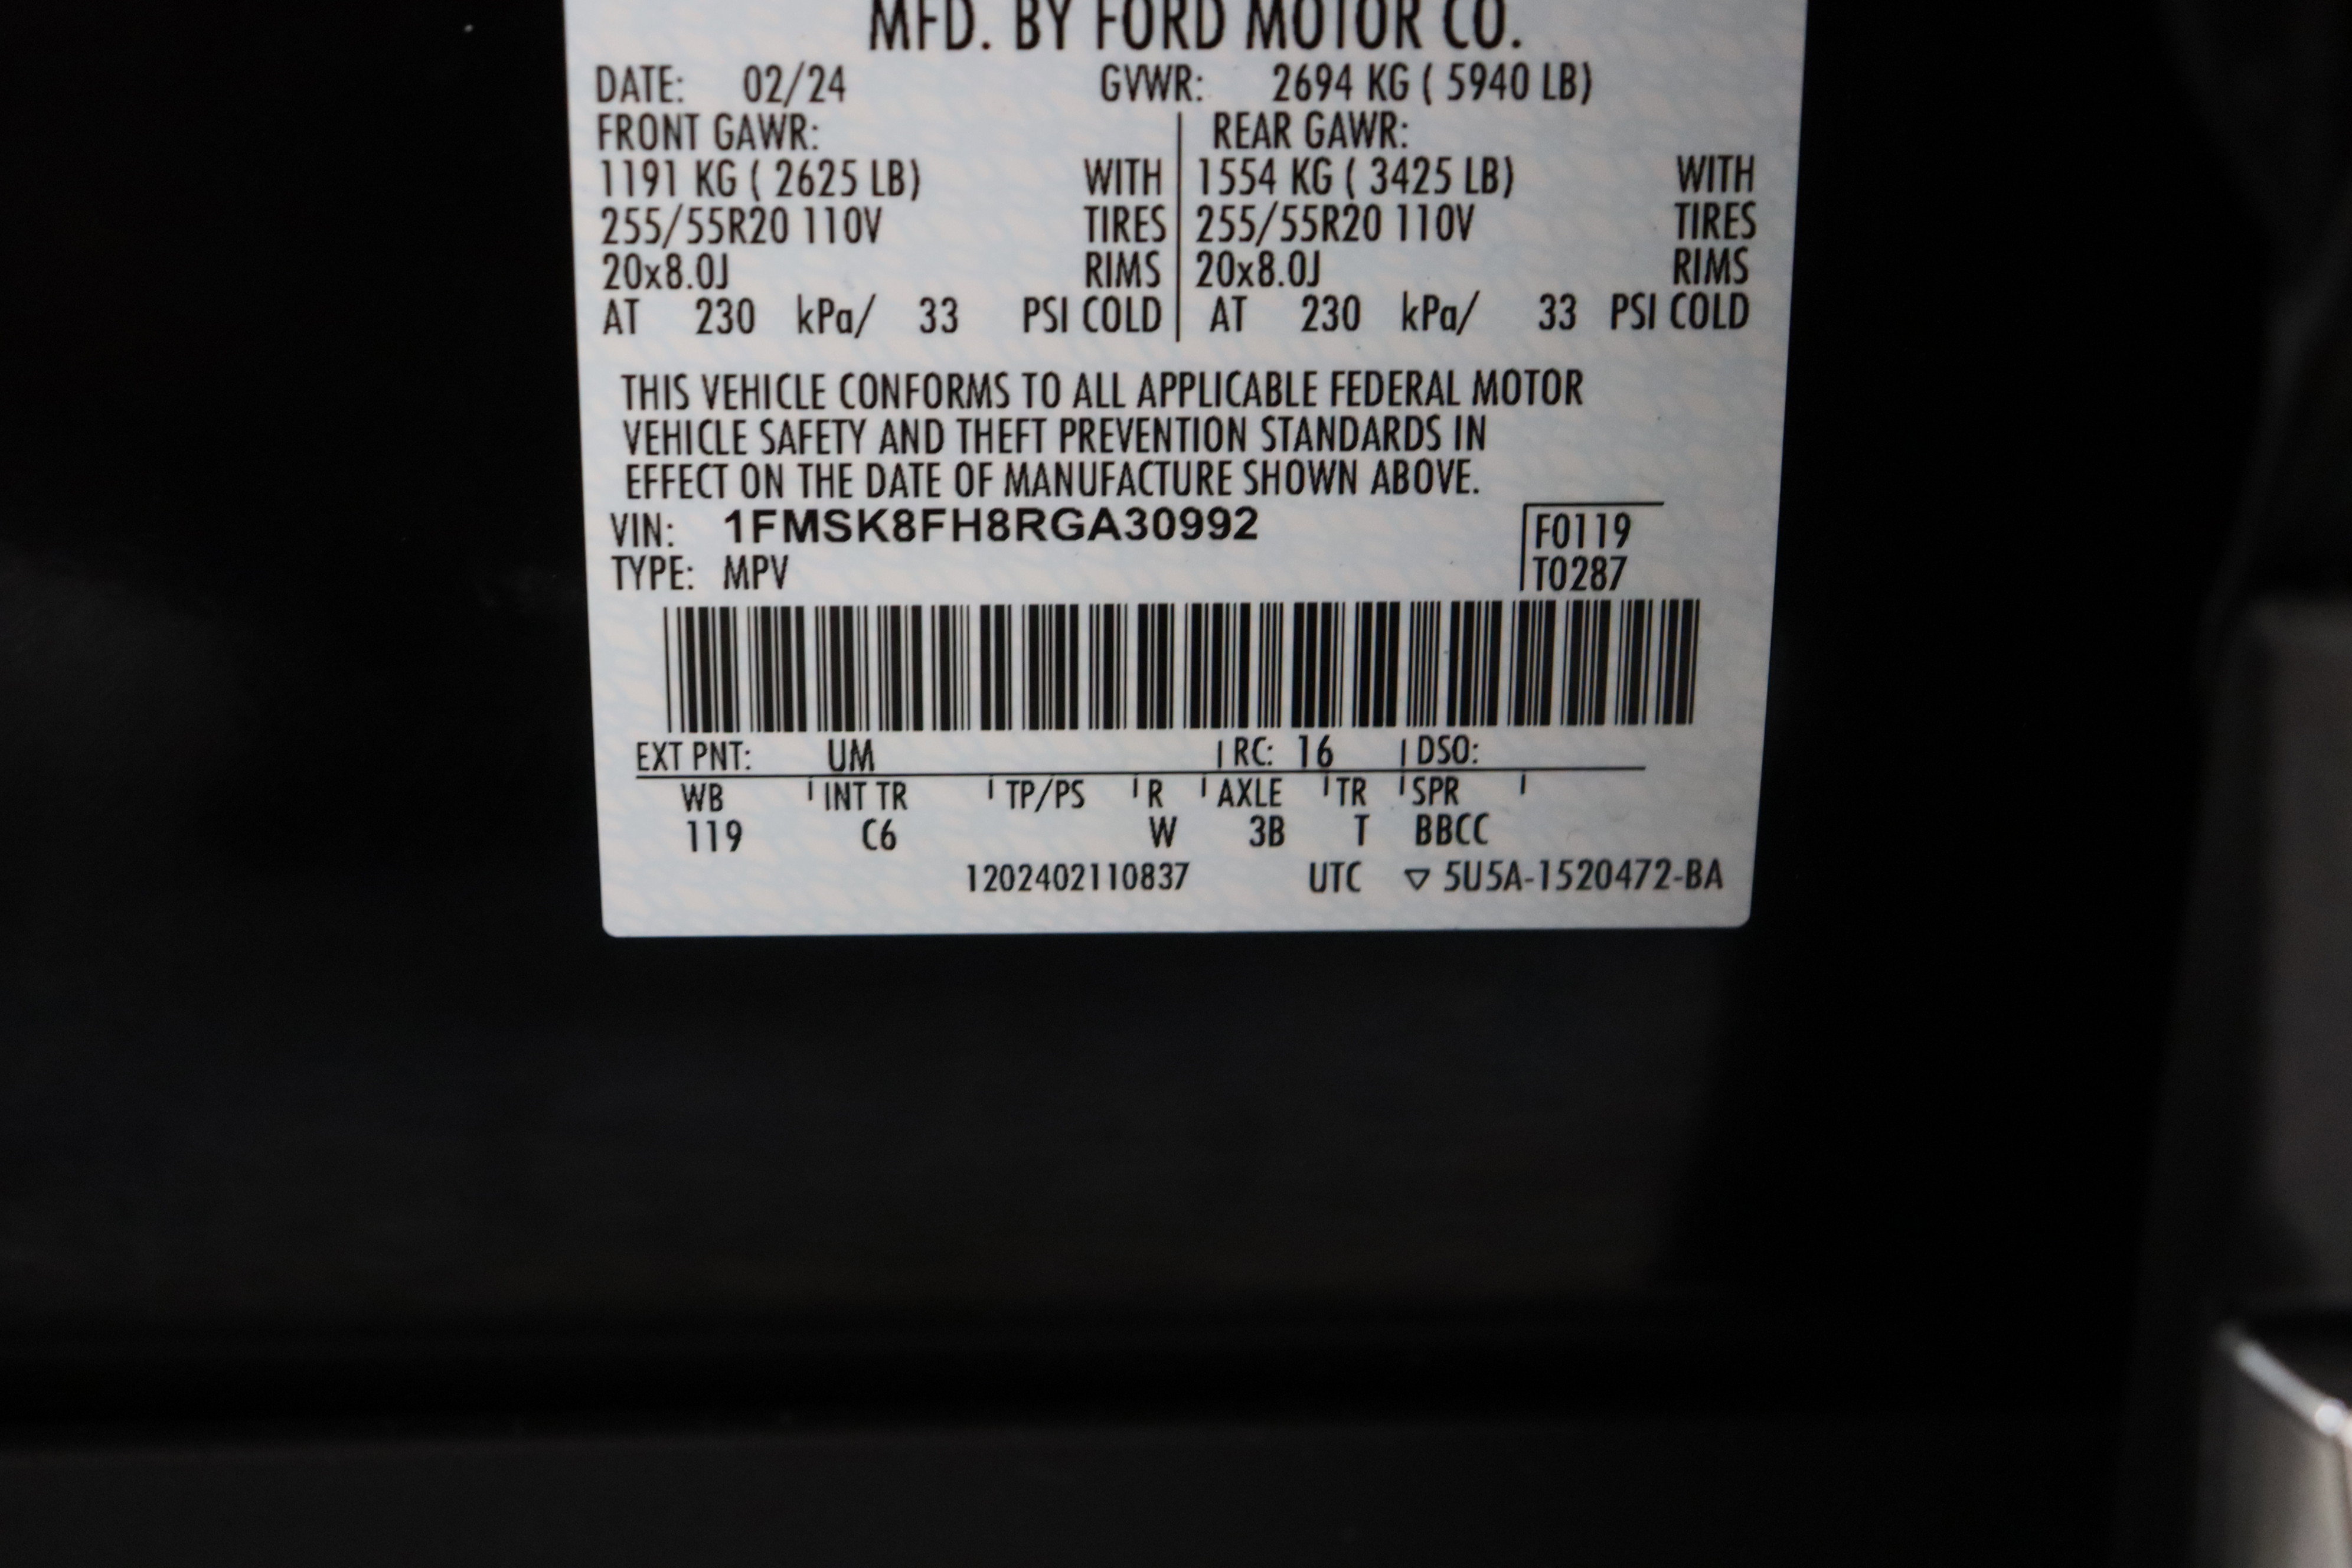 MFD. BY FORD MOTOR CO.
DATE: 02/24 GVWR: 2694 KG ( 5940 LB)
FRONT GAWR: REAR GAWR:
1191 KG ( 2625 LB) WITH 1554 KG ( 3425 LB) WITH
255/55R20 110V TIRES 255/55R20 110V TIRES
20x8.0J RIMS 20x8.0J RIMS
AT 230 kPa/ 33 PSI COLD AT 230 kPa/ 33 PSI COLD
THIS VEHICLE CONFORMS TO ALL APPLICABLE FEDERAL MOTOR
VEHICLE SAFETY AND THEFT PREVENTION STANDARDS IN
EFFECT ON THE DATE OF MANUFACTURE SHOWN ABOVE.
VIN: 1FMSK8FH8RGA30992 F0119
TYPE: MPV T0287
EXT PNT: UM RC: 16 DSO:
WB INT TR TP/PS R AXLE TR SPR
119 C6 W 3B T BBCC
1202402110837 UTC ▽ 5U5A-1520472-BA